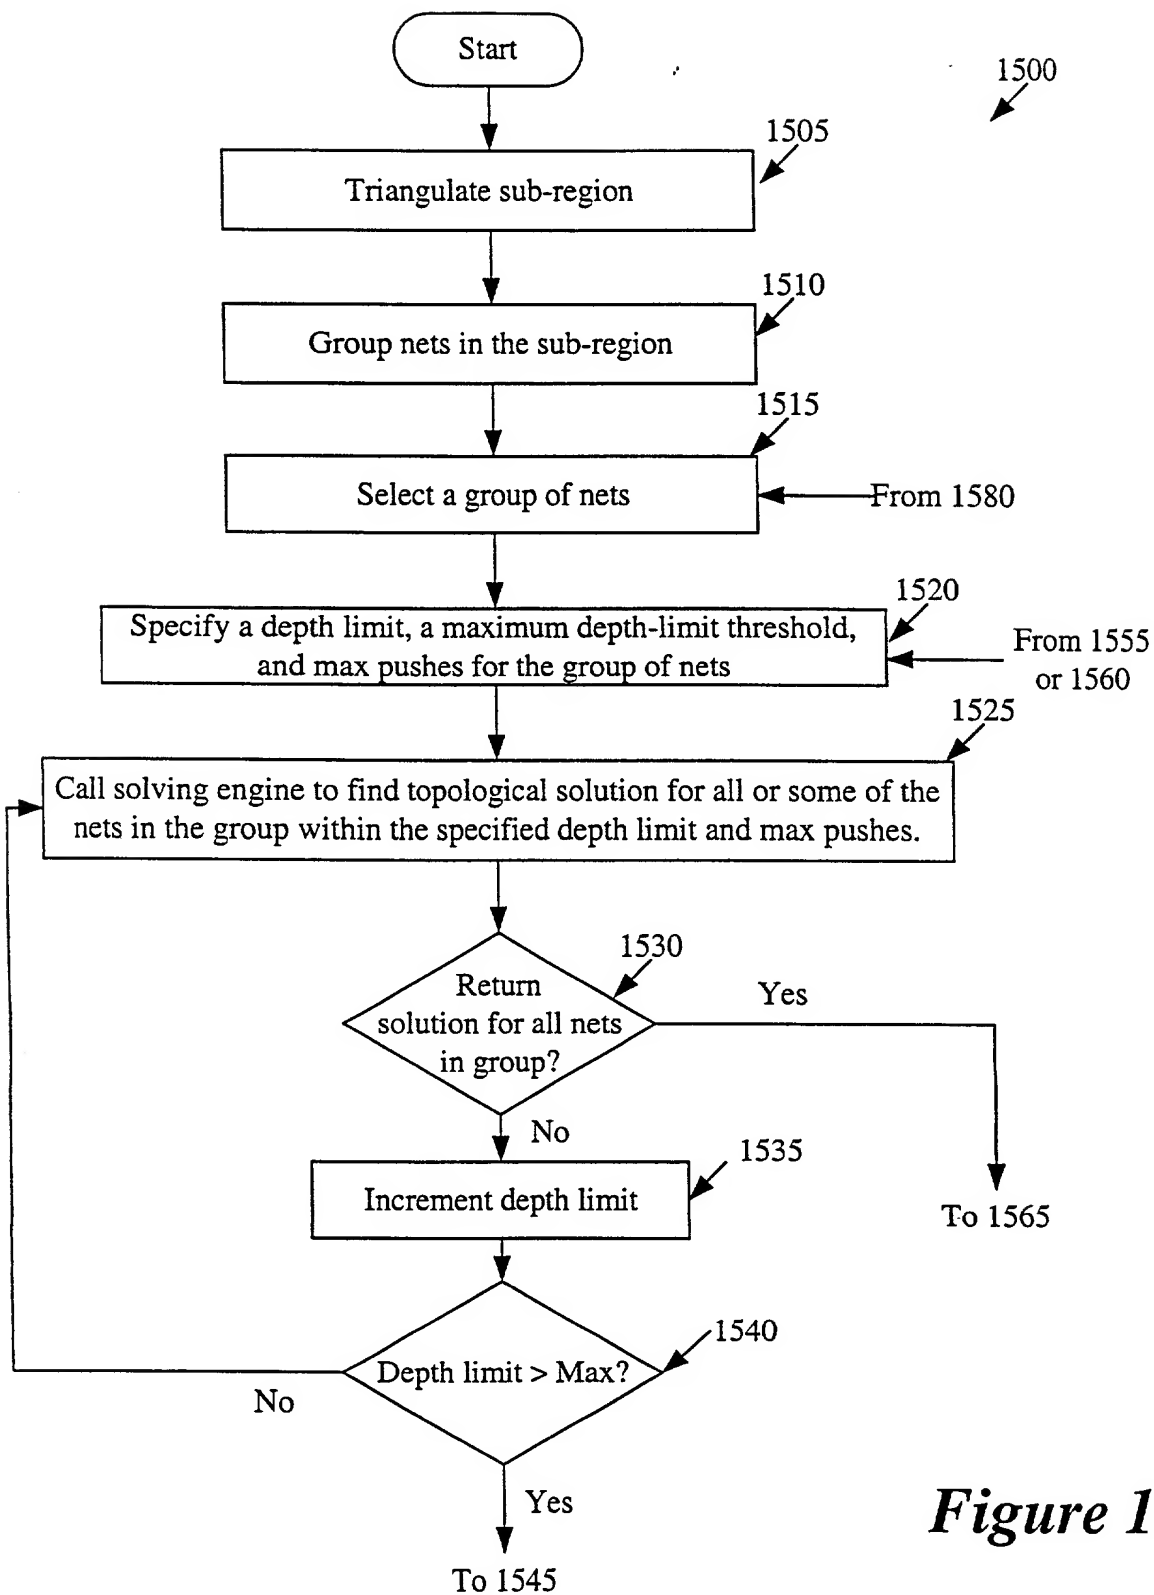 Start
1500
1505
Triangulate sub-region
1510
Group nets in the sub-region
1515
Select a group of nets
From 1580
1520
Specify a depth limit, a maximum depth-limit threshold,
and max pushes for the group of nets
From 1555
or 1560
1525
Call solving engine to find topological solution for all or some of the
nets in the group within the specified depth limit and max pushes.
1530
Return
solution for all nets
in group?
Yes
No
1535
Increment depth limit
To 1565
1540
Depth limit > Max?
No
Yes
To 1545
Figure 1